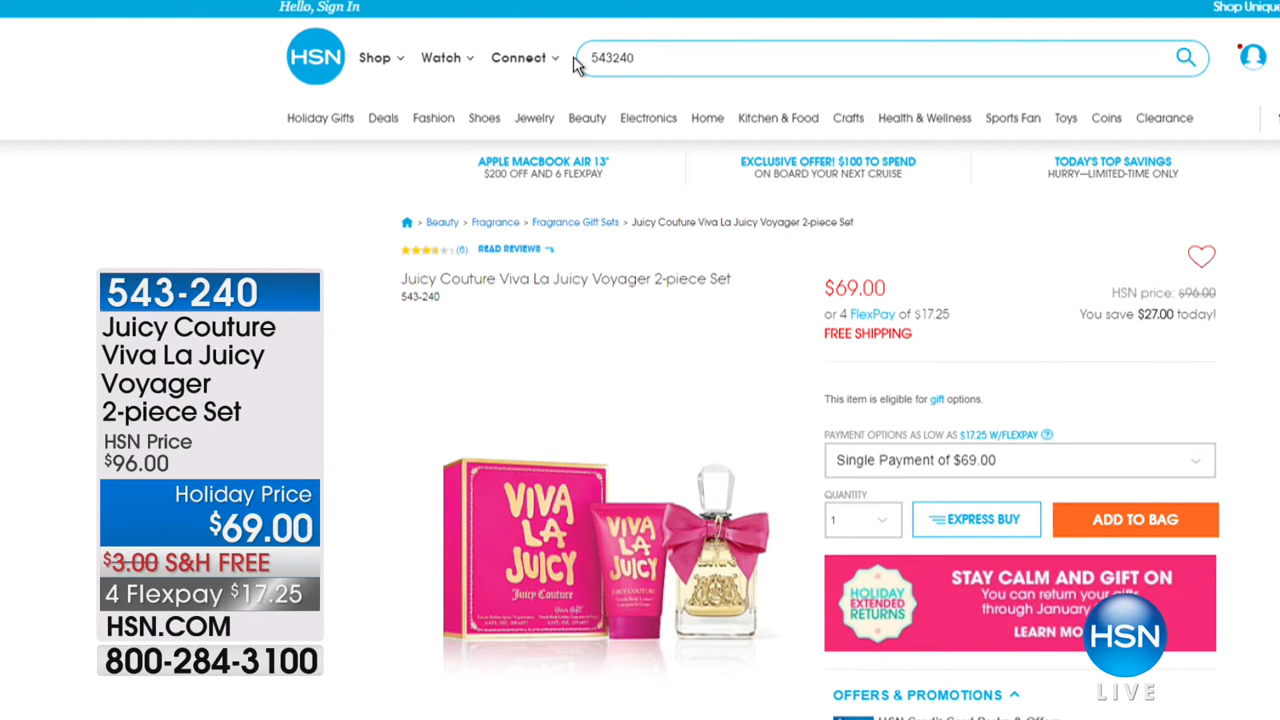 Hello, Sign In
Shop Unique
HSN
Shop
Watch
Connect
543240
Holiday Gifts
Deals
Fashion
Shoes
Jewelry
Beauty
Electronics
Home
Kitchen & Food
Crafts
Health & Wellness
Sports Fan
Toys
Coins
Clearance
APPLE MACBOOK AIR 13"
$200 OFF AND 6 FLEXPAY
EXCLUSIVE OFFER! $100 TO SPEND
ON BOARD YOUR NEXT CRUISE
TODAY'S TOP SAVINGS
HURRY—LIMITED-TIME ONLY
> Beauty > Fragrance > Fragrance Gift Sets > Juicy Couture Viva La Juicy Voyager 2-piece Set
(6) READ REVIEWS
Juicy Couture Viva La Juicy Voyager 2-piece Set
543-240
$69.00
HSN price: $96.00
or 4 FlexPay of $17.25
You save $27.00 today!
FREE SHIPPING
This item is eligible for gift options.
PAYMENT OPTIONS AS LOW AS $17.25 W/FLEXPAY ?
Single Payment of $69.00
QUANTITY
1
EXPRESS BUY
ADD TO BAG
HOLIDAY
EXTENDED
RETURNS
STAY CALM AND GIFT ON
You can return your gifts
through January
LEARN MO
OFFERS & PROMOTIONS
543-240
Juicy Couture
Viva La Juicy
Voyager
2-piece Set
HSN Price
$96.00
Holiday Price
$69.00
$3.00 S&H FREE
4 Flexpay $17.25
HSN.COM
800-284-3100
VIVA
LA
JUICY
Juicy Couture
VIVA
LA
JUICY
JUICY COUTURE
HSN
LIVE